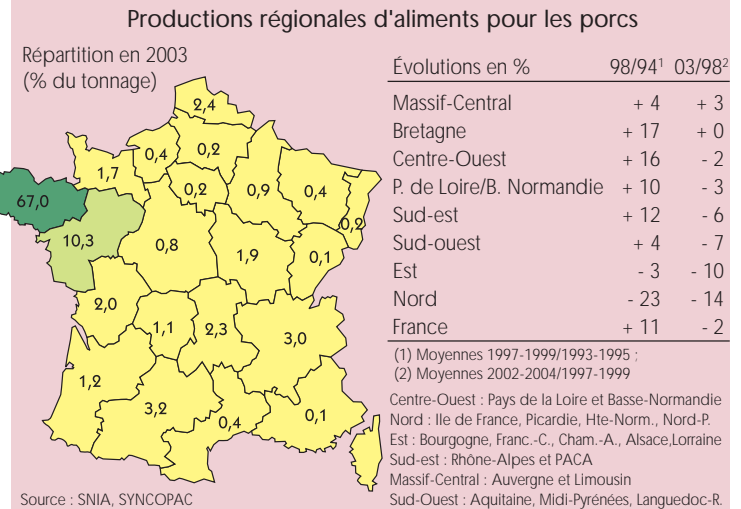 Productions régionales d'aliments pour les porcs
Répartition en 2003
(% du tonnage)
2,4
0,4
0,2
1,7
0,2
0,9
0,4
0,2
67,0
10,3
0,8
1,9
0,1
2,0
1,1
2,3
3,0
1,2
3,2
0,4
0,1
Source : SNIA, SYNCOPAC
Évolutions en % 98/94¹ 03/98²
Massif-Central + 4 + 3
Bretagne + 17 + 0
Centre-Ouest + 16 - 2
P. de Loire/B. Normandie + 10 - 3
Sud-est + 12 - 6
Sud-ouest + 4 - 7
Est - 3 - 10
Nord - 23 - 14
France + 11 - 2
(1) Moyennes 1997-1999/1993-1995 ;
(2) Moyennes 2002-2004/1997-1999
Centre-Ouest : Pays de la Loire et Basse-Normandie
Nord : Ile de France, Picardie, Hte-Norm., Nord-P.
Est : Bourgogne, Franc.-C., Cham.-A., Alsace,Lorraine
Sud-est : Rhône-Alpes et PACA
Massif-Central : Auvergne et Limousin
Sud-Ouest : Aquitaine, Midi-Pyrénées, Languedoc-R.